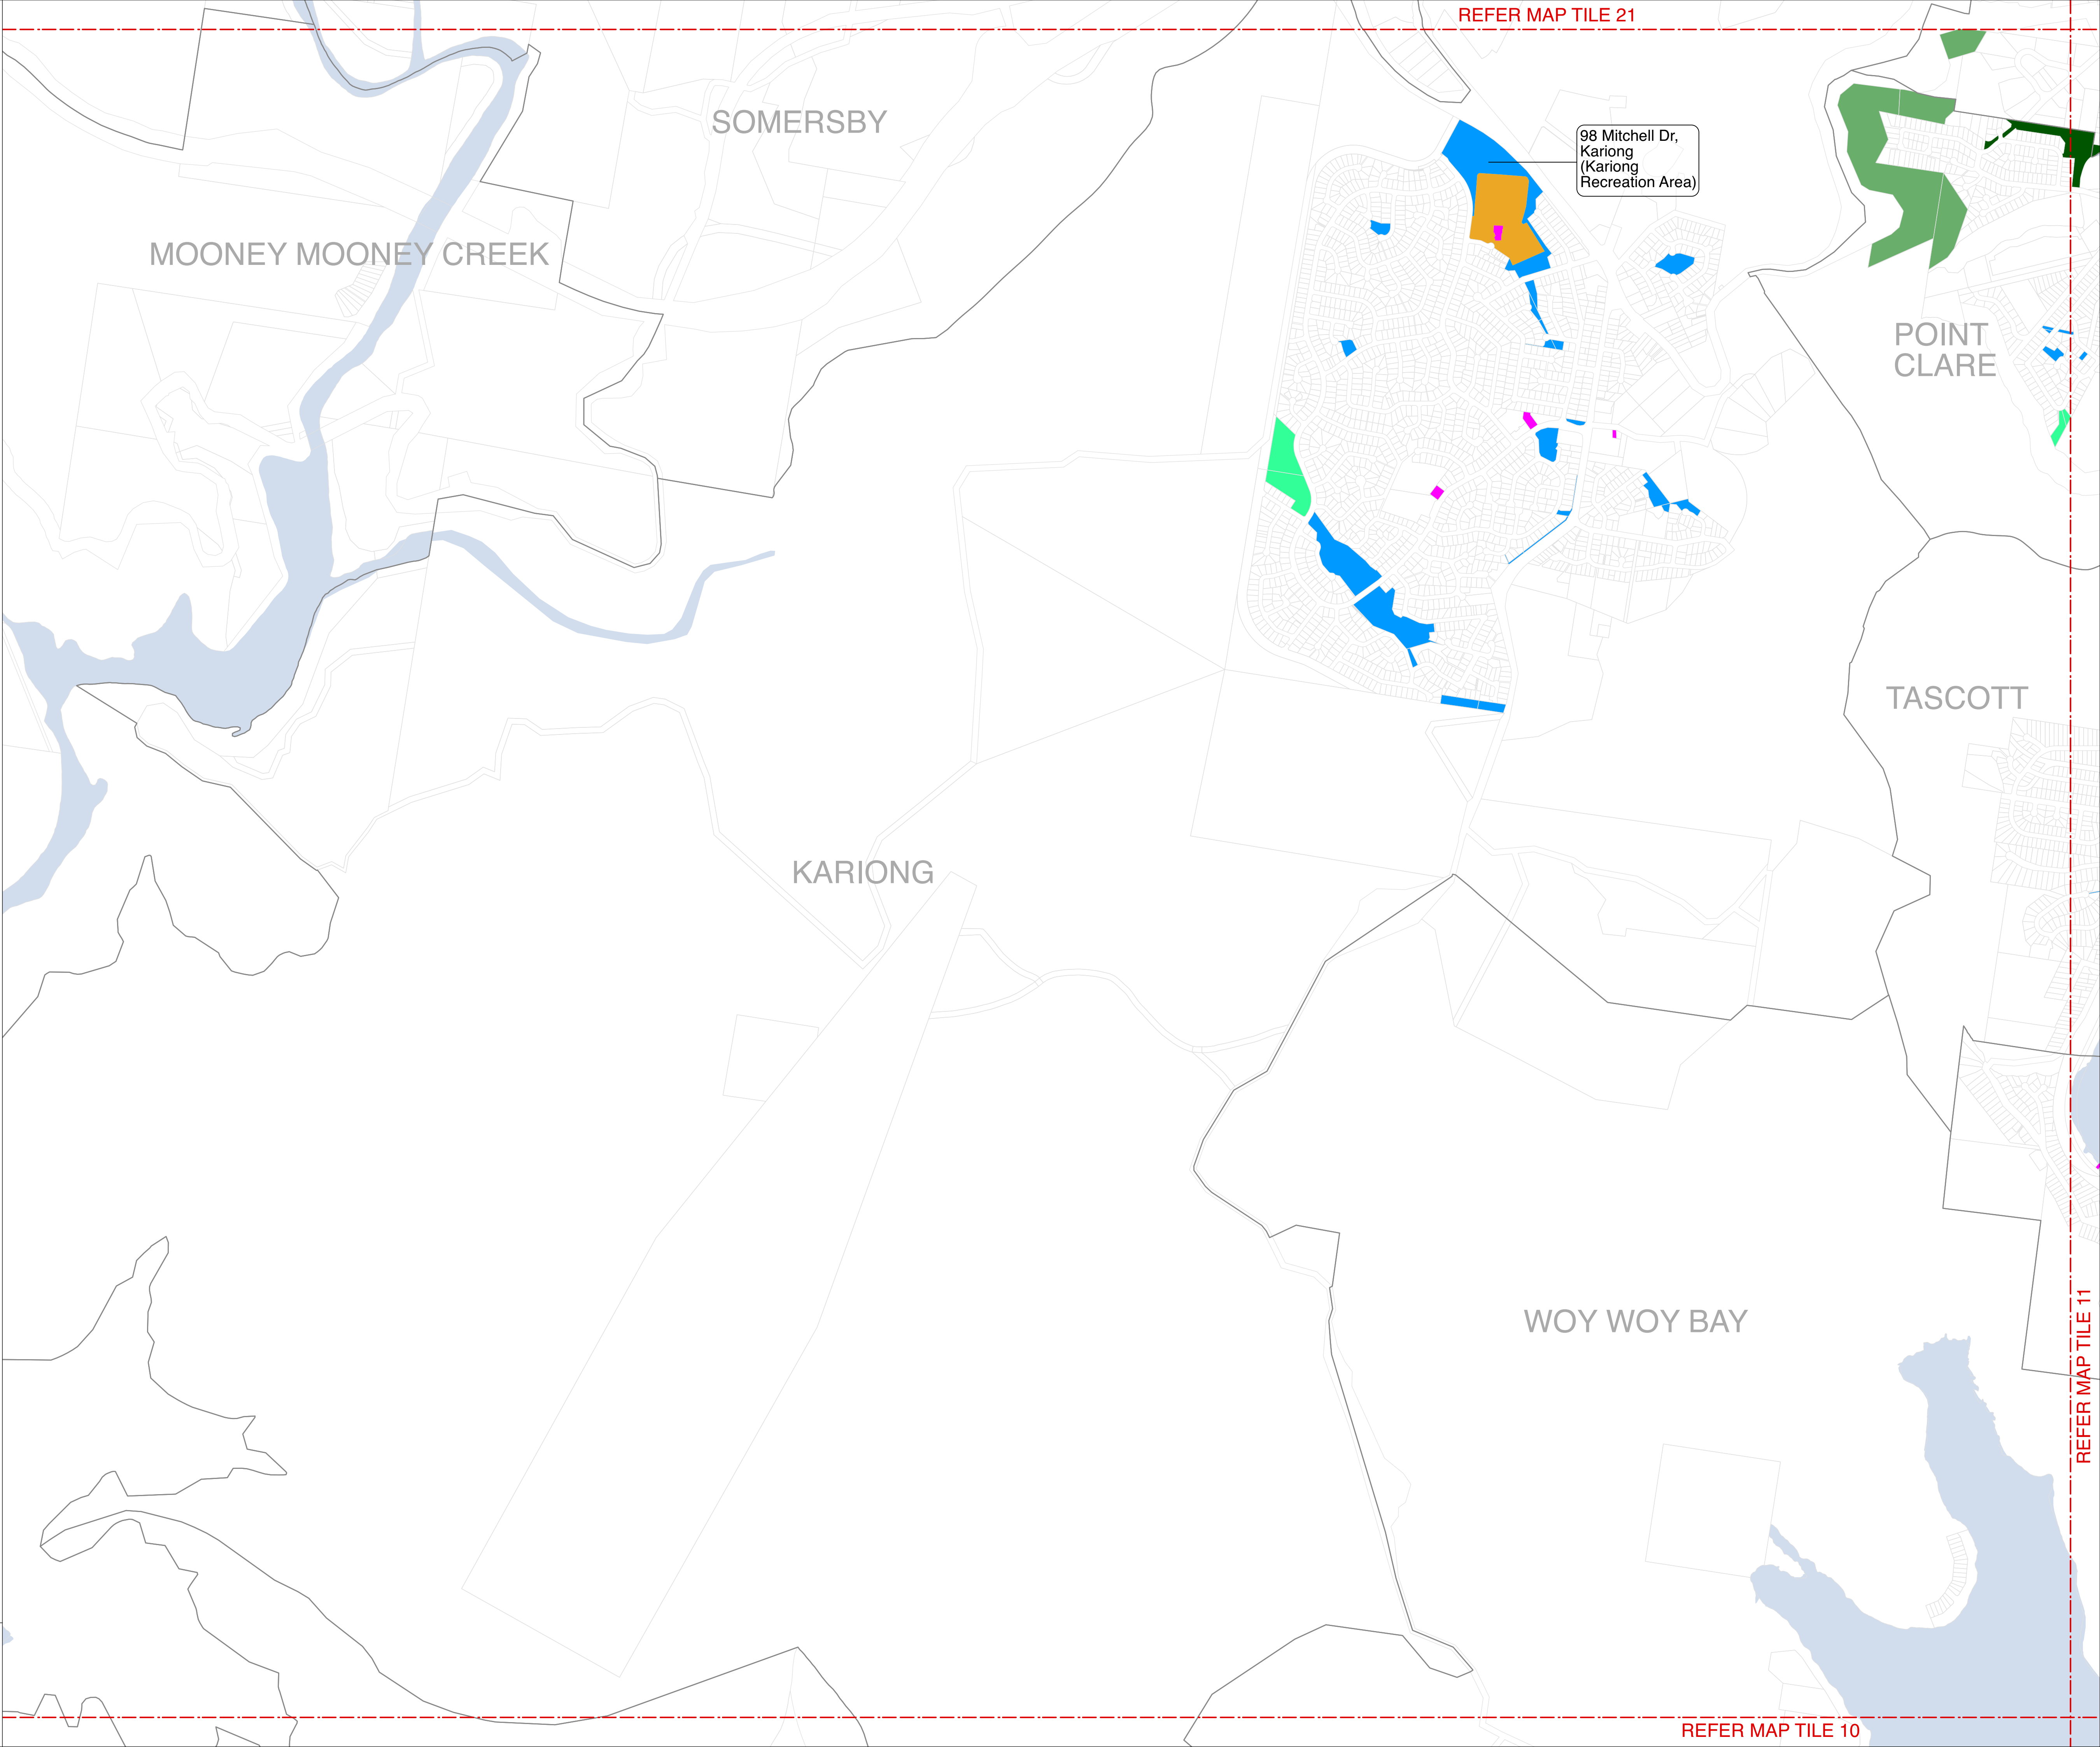 REFER MAP TILE 21
SOMERSBY
98 Mitchell Dr,
Kariong
(Kariong
Recreation Area)
MOONEY MOONEY CREEK
POINT
CLARE
TASCOTT
KARIONG
WOY WOY BAY
REFER MAP TILE 11
REFER MAP TILE 10